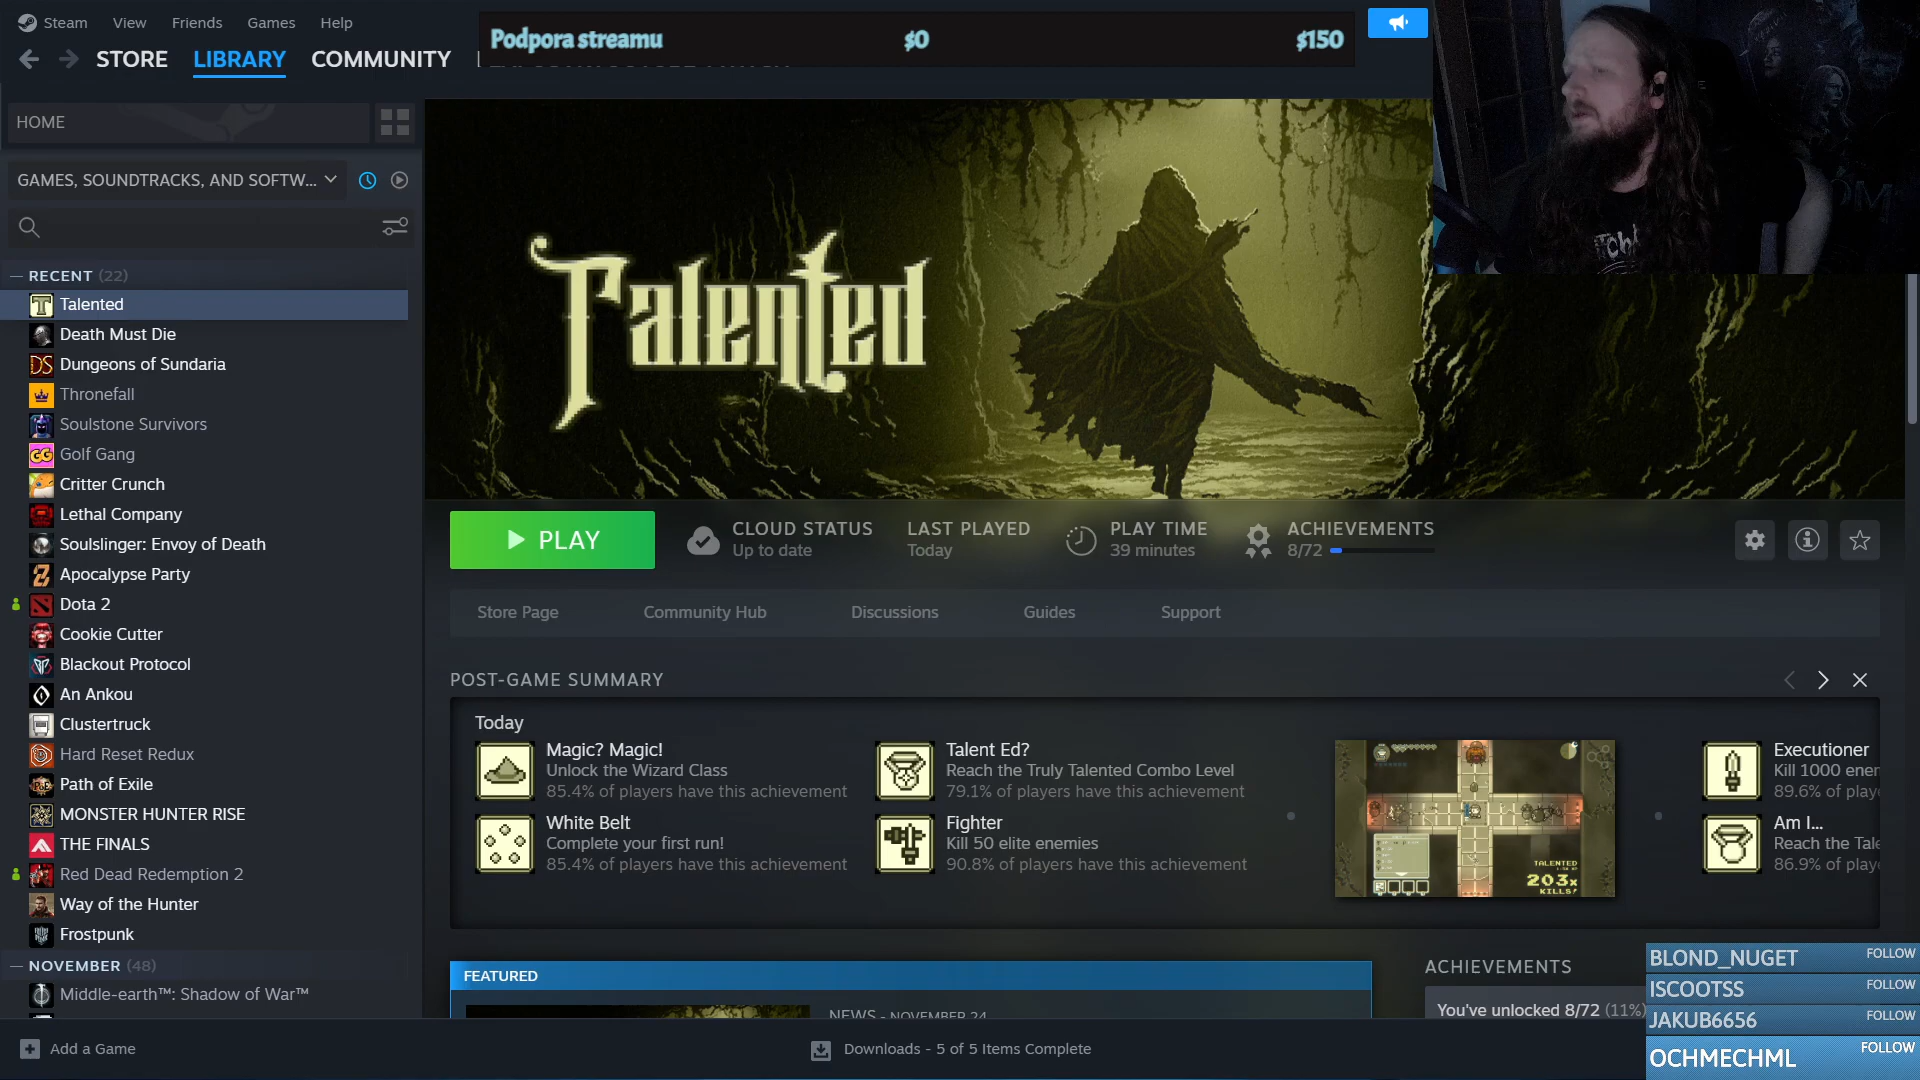 Steam View Friends Games Help
Podpora streamu $0 $150
STORE LIBRARY COMMUNITY
HOME
GAMES, SOUNDTRACKS, AND SOFTW...
RECENT (22)
Talented
Death Must Die
Dungeons of Sundaria
Thronefall
Soulstone Survivors
Golf Gang
Critter Crunch
Lethal Company
Soulslinger: Envoy of Death
Apocalypse Party
Dota 2
Cookie Cutter
Blackout Protocol
An Ankou
Clustertruck
Hard Reset Redux
Path of Exile
MONSTER HUNTER RISE
THE FINALS
Red Dead Redemption 2
Way of the Hunter
Frostpunk
NOVEMBER (48)
Middle-earth™: Shadow of War™
Add a Game
Talented
PLAY
CLOUD STATUS
Up to date
LAST PLAYED
Today
PLAY TIME
39 minutes
ACHIEVEMENTS
8/72
Store Page Community Hub Discussions Guides Support
POST-GAME SUMMARY
Today
Magic? Magic!
Unlock the Wizard Class
85.4% of players have this achievement
White Belt
Complete your first run!
85.4% of players have this achievement
Talent Ed?
Reach the Truly Talented Combo Level
79.1% of players have this achievement
Fighter
Kill 50 elite enemies
90.8% of players have this achievement
TALENTED
203x
KILLS!
Executioner
Kill 1000 enen
89.6% of playe
Am I...
Reach the Tale
86.9% of playe
FEATURED
NEWS - NOVEMBER 24
ACHIEVEMENTS
You've unlocked 8/72 (11%)
Downloads - 5 of 5 Items Complete
BLOND_NUGET FOLLOW
ISCOOTSS FOLLOW
JAKUB6656 FOLLOW
OCHMECHML FOLLOW